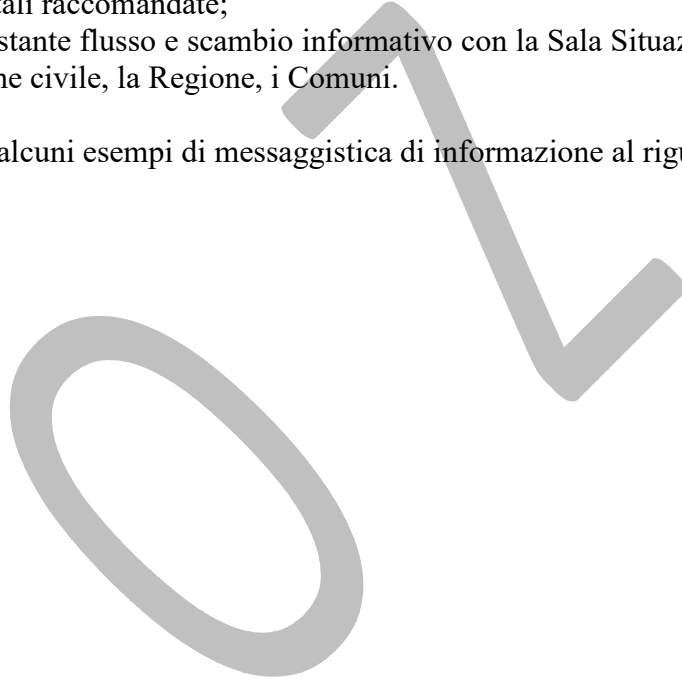 tali raccomandate;
stante flusso e scambio informativo con la Sala Situaz
ne civile, la Regione, i Comuni.
alcuni esempi di messaggistica di informazione al rigu
O Z